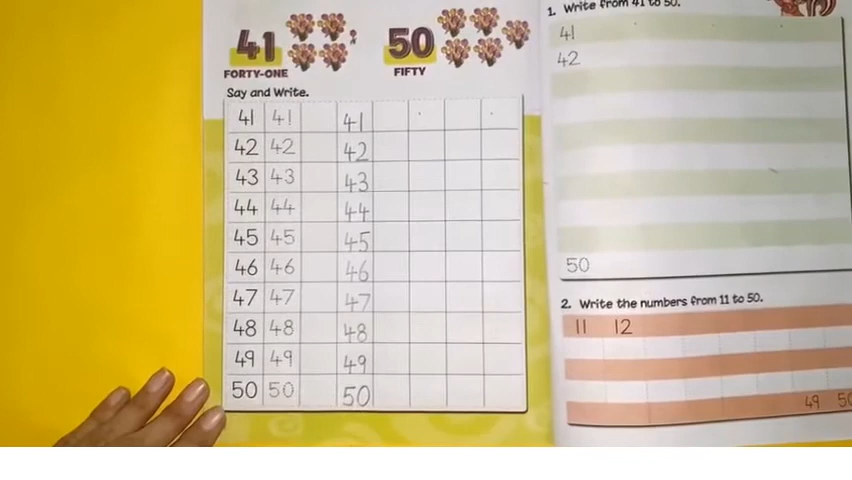 41 50
FORTY-ONE FIFTY
Say and Write.
41 41 41
42 42 42
43 43 43
44 44 44
45 45 45
46 46 46
47 47 47
48 48 48
49 49 49
50 50 50
1. Write from 41 to 50.
41
42
50
2. Write the numbers from 11 to 50.
11 12
49 50